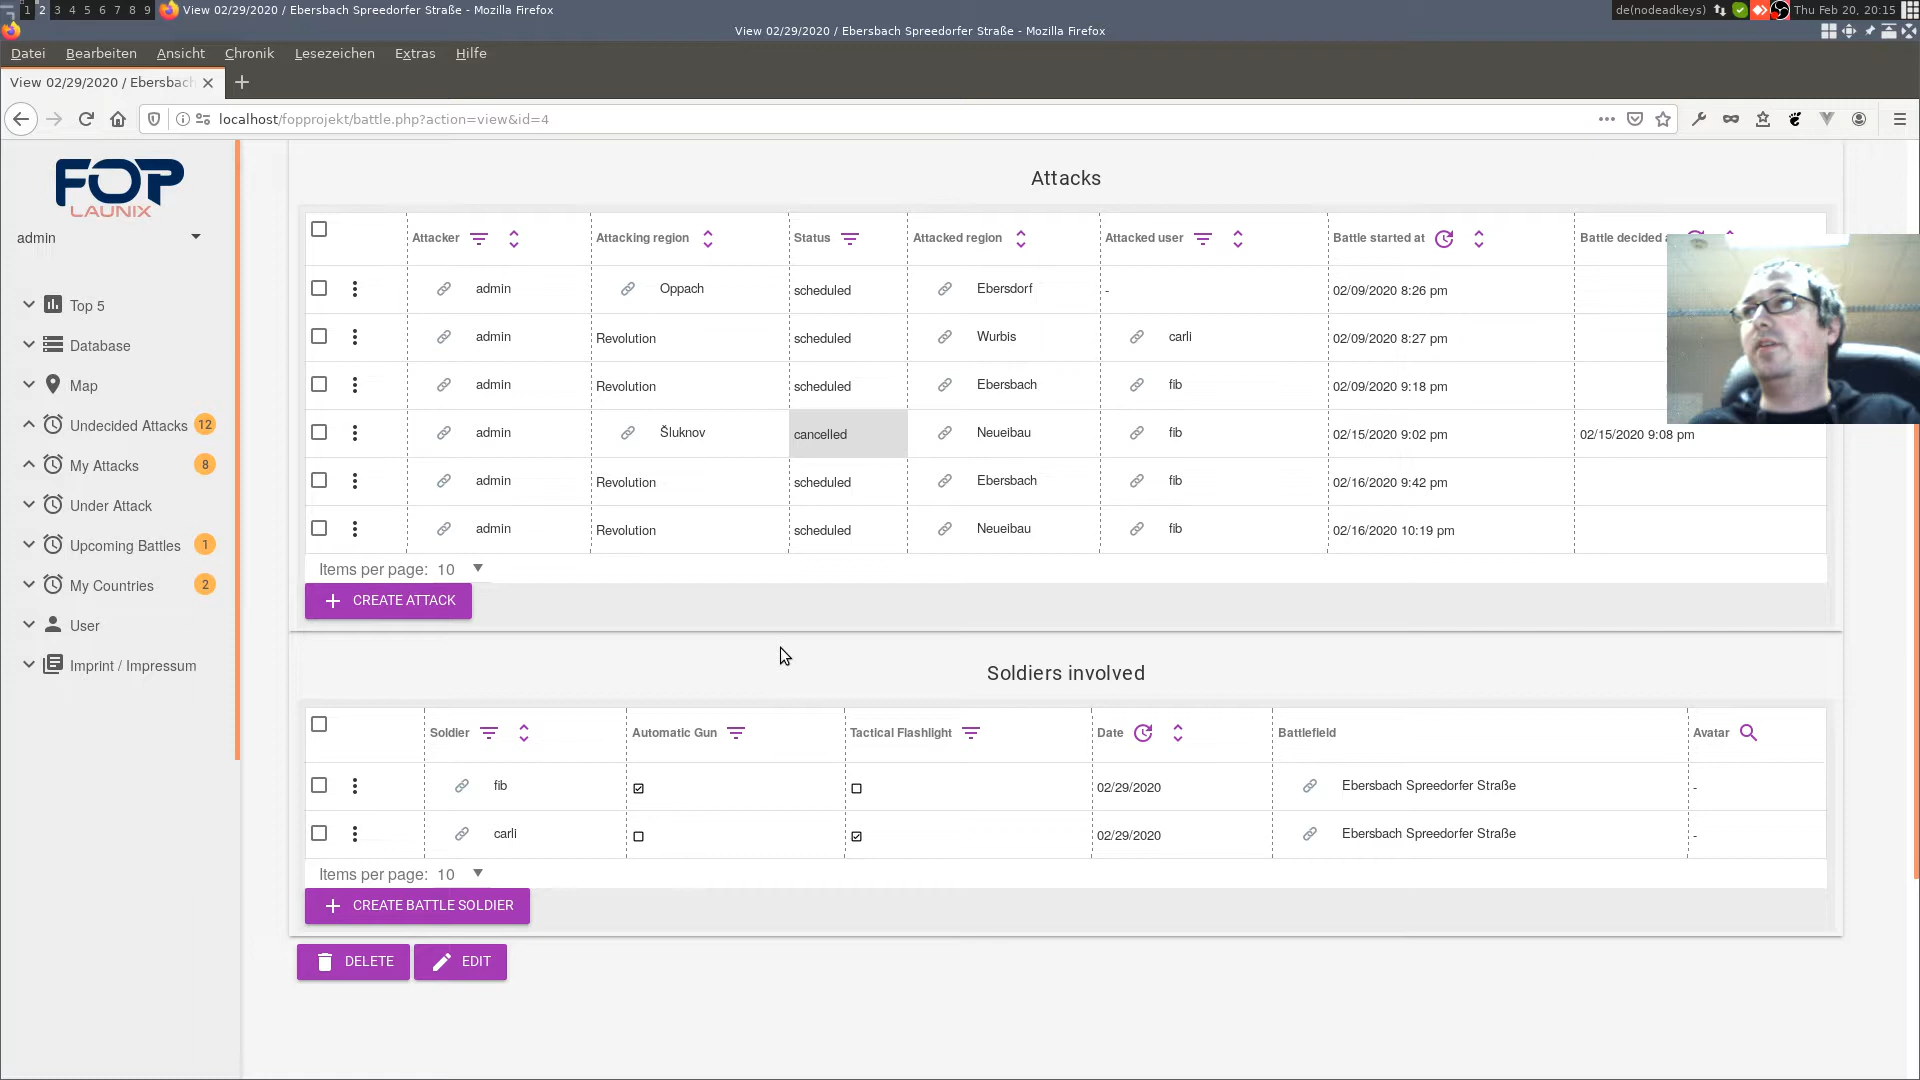 1 2 3 4 5 6 7 8 9 View 02/29/2020 / Ebersbach Spreedorfer Straße - Mozilla Firefox de(nodeadkeys) Thu Feb 20, 20:15
View 02/29/2020 / Ebersbach Spreedorfer Straße - Mozilla Firefox
Datei Bearbeiten Ansicht Chronik Lesezeichen Extras Hilfe
View 02/29/2020 / Ebersbach
localhost/fopprojekt/battle.php?action=view&id=4
FOP
LAUNIX
admin
Top 5
Database
Map
Undecided Attacks 12
My Attacks 8
Under Attack
Upcoming Battles 1
My Countries 2
User
Imprint / Impressum
Attacks
Attacker Attacking region Status Attacked region Attacked user Battle started at Battle decided
admin Oppach scheduled Ebersdorf - 02/09/2020 8:26 pm
admin Revolution scheduled Wurbis carli 02/09/2020 8:27 pm
admin Revolution scheduled Ebersbach fib 02/09/2020 9:18 pm
admin Šluknov cancelled Neueibau fib 02/15/2020 9:02 pm 02/15/2020 9:08 pm
admin Revolution scheduled Ebersbach fib 02/16/2020 9:42 pm
admin Revolution scheduled Neueibau fib 02/16/2020 10:19 pm
Items per page: 10
+ CREATE ATTACK
Soldiers involved
Soldier Automatic Gun Tactical Flashlight Date Battlefield Avatar
fib 02/29/2020 Ebersbach Spreedorfer Straße -
carli 02/29/2020 Ebersbach Spreedorfer Straße -
Items per page: 10
+ CREATE BATTLE SOLDIER
DELETE EDIT